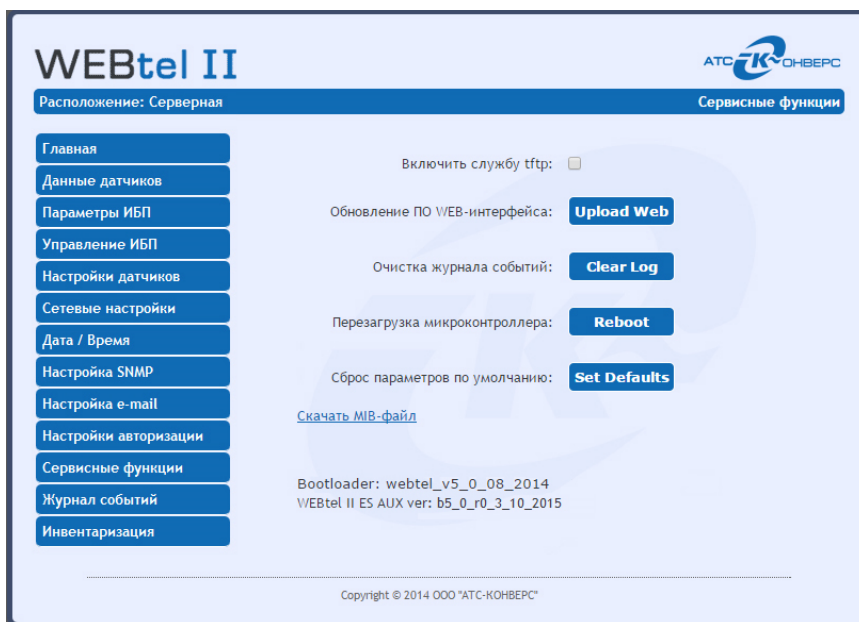 WEBtel II
АТС КОНВЕРС
Расположение: Серверная
Сервисные функции
Главная
Данные датчиков
Параметры ИБП
Управление ИБП
Настройки датчиков
Сетевые настройки
Дата / Время
Настройка SNMP
Настройка e-mail
Настройки авторизации
Сервисные функции
Журнал событий
Инвентаризация
Включить службу tftp:
Обновление ПО WEB-интерфейса: Upload Web
Очистка журнала событий: Clear Log
Перезагрузка микроконтроллера: Reboot
Сброс параметров по умолчанию: Set Defaults
Скачать MIB-файл
Bootloader: webtel_v5_0_08_2014
WEBtel II ES AUX ver: b5_0_r0_3_10_2015
Copyright © 2014 ООО "АТС-КОНВЕРС"